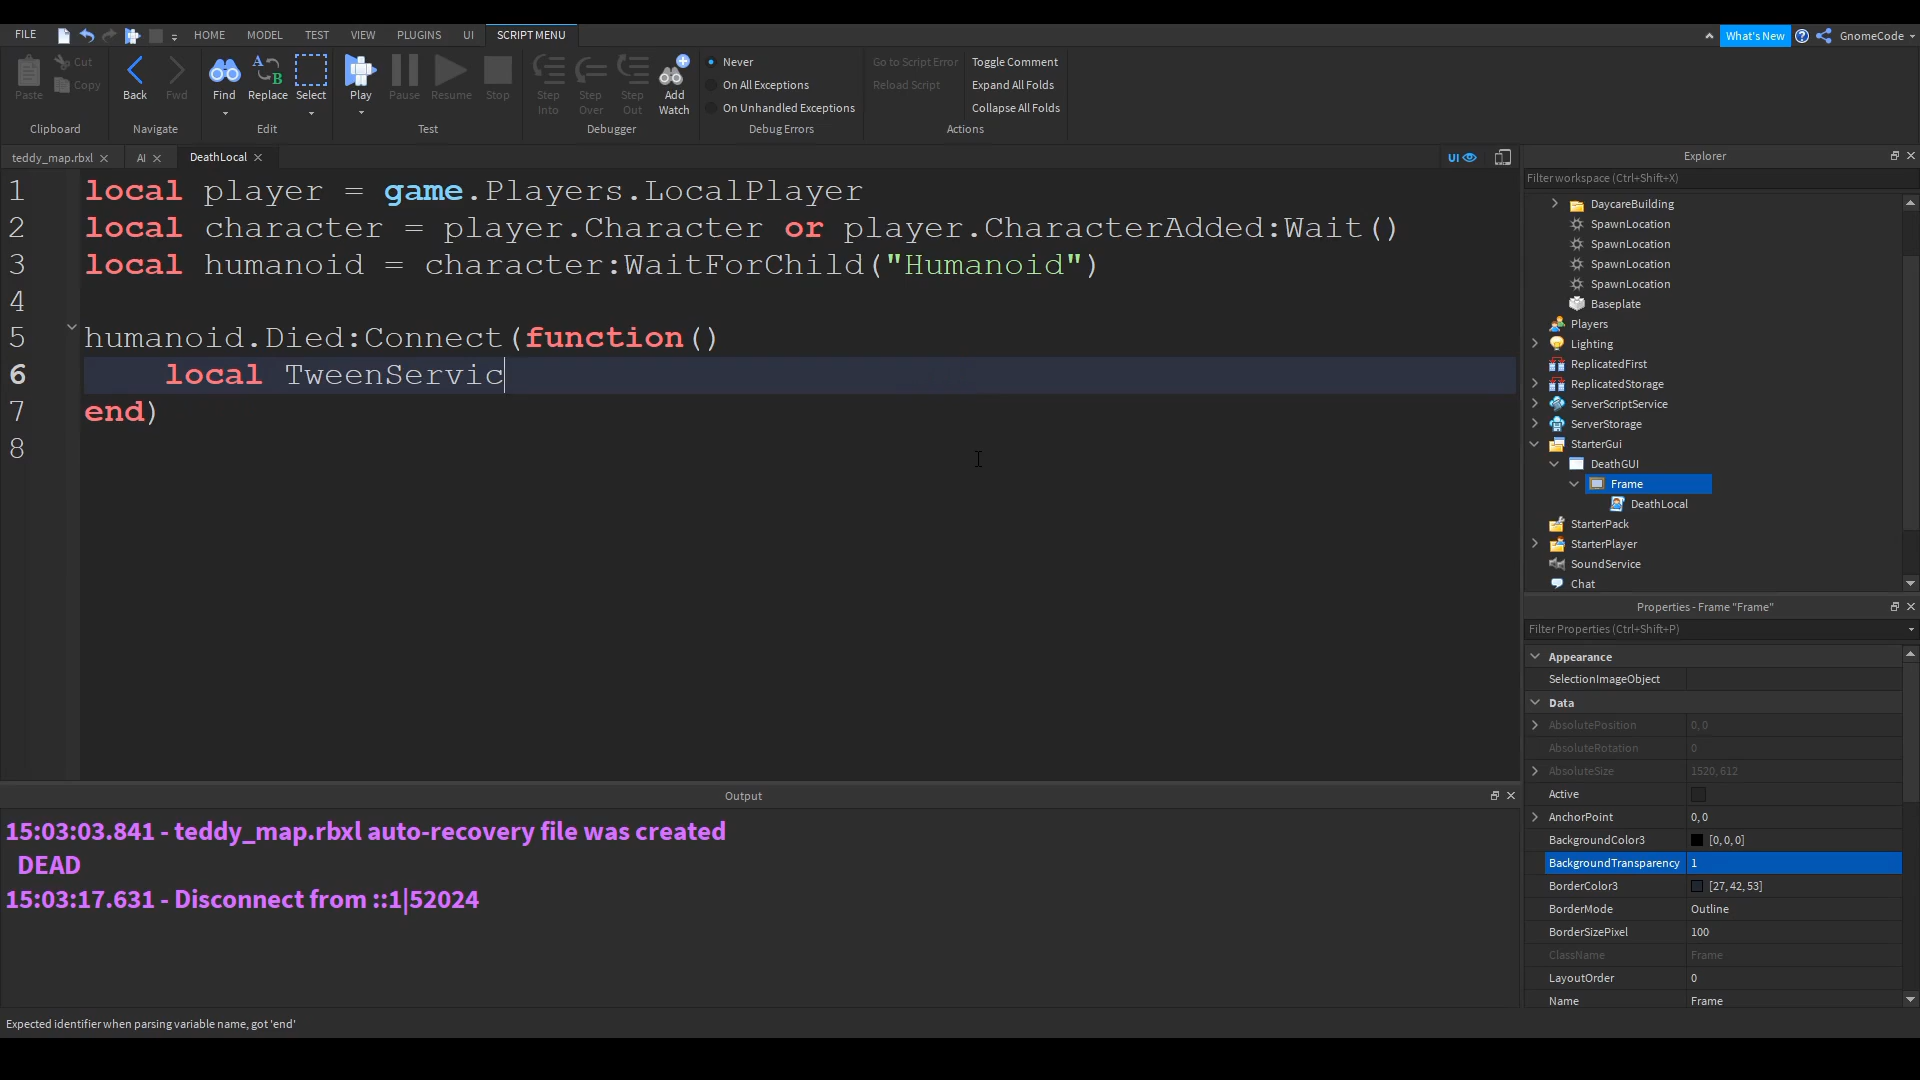 FILE HOME MODEL TEST VIEW PLUGINS UI SCRIPT MENU What's New GnomeCode
Paste Cut Copy Back Fwd Find Replace Select Play Pause Resume Stop Step Into Step Over Step Out Add Watch
Never
On All Exceptions
On Unhandled Exceptions
Go to Script Error
Reload Script
Toggle Comment
Expand All Folds
Collapse All Folds
Clipboard Navigate Edit Test Debugger Debug Errors Actions
teddy_map.rbxl AI DeathLocal UI
1 local player = game.Players.LocalPlayer
2 local character = player.Character or player.CharacterAdded:Wait()
3 local humanoid = character:WaitForChild("Humanoid")
4
5 humanoid.Died:Connect(function()
6 local TweenServic
7 end)
8
Output
15:03:03.841 - teddy_map.rbxl auto-recovery file was created
DEAD
15:03:17.631 - Disconnect from ::1|52024
Expected identifier when parsing variable name, got 'end'
Explorer
Filter workspace (Ctrl+Shift+X)
DaycareBuilding
SpawnLocation
SpawnLocation
SpawnLocation
SpawnLocation
Baseplate
Players
Lighting
ReplicatedFirst
ReplicatedStorage
ServerScriptService
ServerStorage
StarterGui
DeathGUI
Frame
DeathLocal
StarterPack
StarterPlayer
SoundService
Chat
Properties - Frame "Frame"
Filter Properties (Ctrl+Shift+P)
Appearance
SelectionImageObject
Data
AbsolutePosition 0, 0
AbsoluteRotation 0
AbsoluteSize 1520, 612
Active
AnchorPoint 0, 0
BackgroundColor3 [0, 0, 0]
BackgroundTransparency 1
BorderColor3 [27, 42, 53]
BorderMode Outline
BorderSizePixel 100
ClassName Frame
LayoutOrder 0
Name Frame